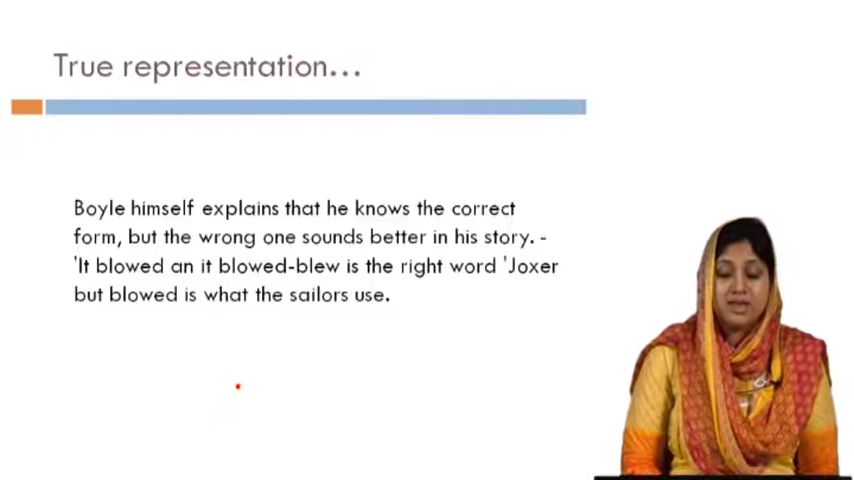 True representation...
Boyle himself explains that he knows the correct
form, but the wrong one sounds better in his story. -
'It blowed an it blowed-blew is the right word 'Joxer
but blowed is what the sailors use.